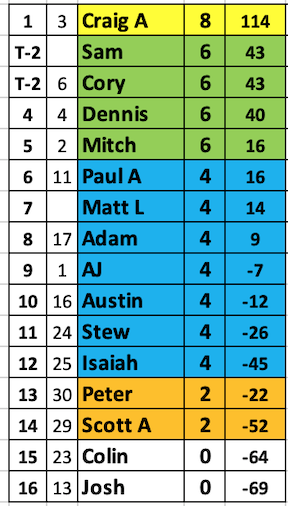 1 3 Craig A 8 114
T-2 Sam 6 43
T-2 6 Cory 6 43
4 4 Dennis 6 40
5 2 Mitch 6 16
6 11 Paul A 4 16
7 Matt L 4 14
8 17 Adam 4 9
9 1 AJ 4 -7
10 16 Austin 4 -12
11 24 Stew 4 -26
12 25 Isaiah 4 -45
13 30 Peter 2 -22
14 29 Scott A 2 -52
15 23 Colin 0 -64
16 13 Josh 0 -69